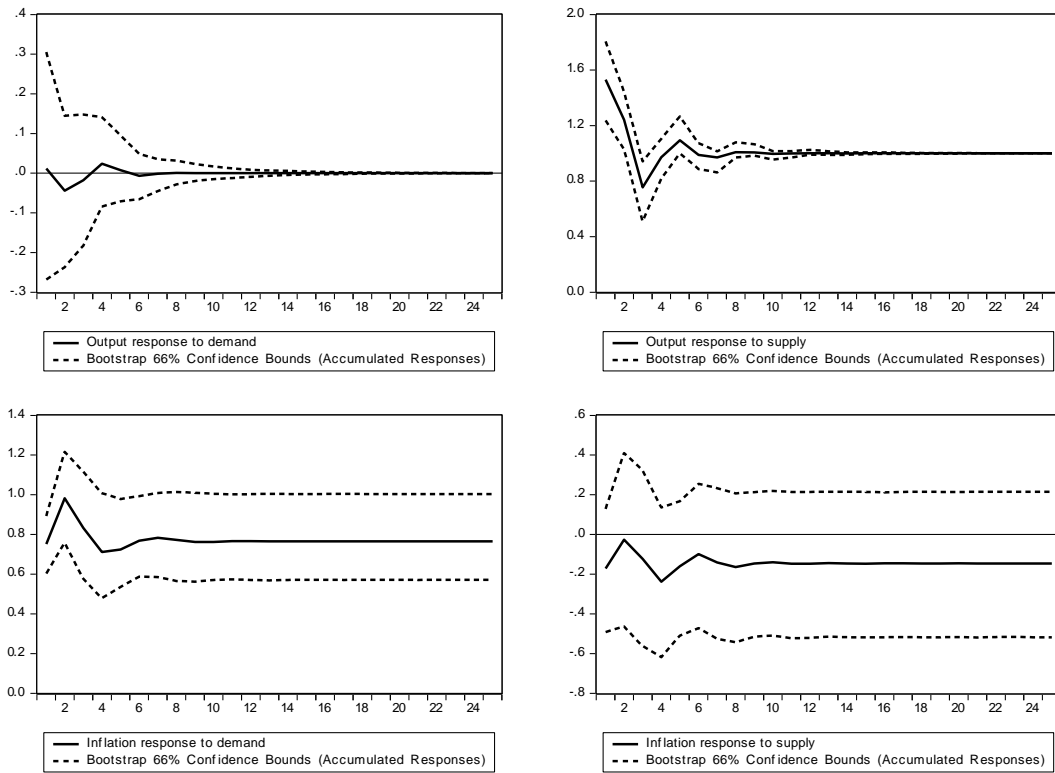 .4
.3
.2
.1
.0
-.1
-.2
-.3
2 4 6 8 10 12 14 16 18 20 22 24
Output response to demand
Bootstrap 66% Confidence Bounds (Accumulated Responses)
2.0
1.6
1.2
0.8
0.4
0.0
2 4 6 8 10 12 14 16 18 20 22 24
Output response to supply
Bootstrap 66% Confidence Bounds (Accumulated Responses)
1.4
1.2
1.0
0.8
0.6
0.4
0.2
0.0
2 4 6 8 10 12 14 16 18 20 22 24
Inflation response to demand
Bootstrap 66% Confidence Bounds (Accumulated Responses)
.6
.4
.2
.0
-.2
-.4
-.6
-.8
2 4 6 8 10 12 14 16 18 20 22 24
Inflation response to supply
Bootstrap 66% Confidence Bounds (Accumulated Responses)